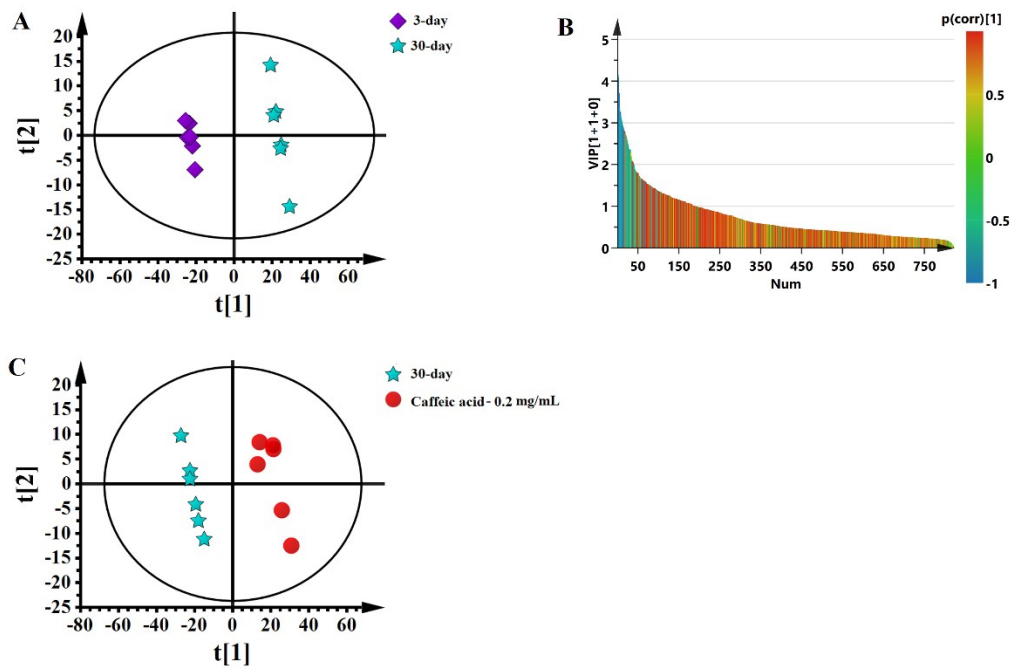 A
3-day
30-day
20
15
10
5
0
-5
-10
-15
-20
-25
t[2]
-80 -60 -40 -20 0 20 40 60
t[1]
B
p(corr)[1]
5
4
3
2
1
0
VIP[1+1+0]
50 150 250 350 450 550 650 750
Num
0.5
0
-0.5
-1
C
30-day
Caffeic acid - 0.2 mg/mL
20
15
10
5
0
-5
-10
-15
-20
-25
t[2]
-80 -60 -40 -20 0 20 40 60
t[1]